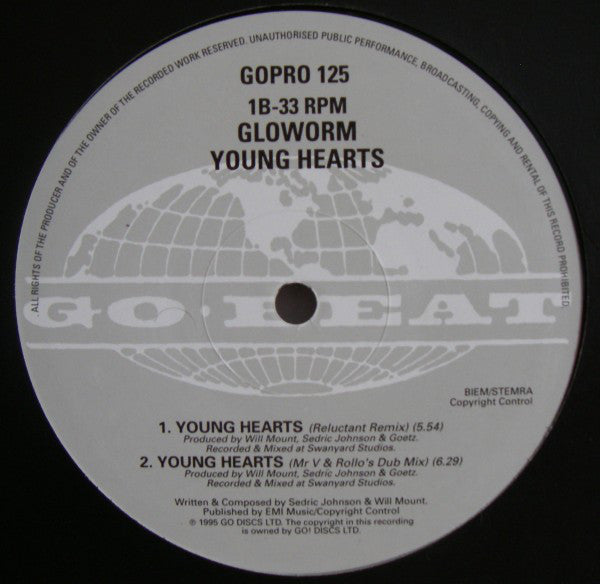 ALL RIGHTS OF THE PRODUCER AND OF THE OWNER OF THE RECORDED WORK RESERVED. UNAUTHORISED PUBLIC PERFORMANCE, BROADCASTING, COPYING AND RENTAL OF THIS RECORD PROHIBITED.
GOPRO 125
1B-33 RPM
GLOWORM
YOUNG HEARTS
GO·BEAT
BIEM/STEMRA
Copyright Control
1. YOUNG HEARTS (Reluctant Remix) (5.54)
Produced by Will Mount, Sedric Johnson & Goetz.
Recorded & Mixed at Swanyard Studios.
2. YOUNG HEARTS (Mr V & Rollo's Dub Mix) (6.29)
Produced by Will Mount, Sedric Johnson & Goetz.
Recorded & Mixed at Swanyard Studios.
Written & Composed by Sedric Johnson & Will Mount.
Published by EMI Music/Copyright Control
℗ 1995 GO DISCS LTD. The copyright in this recording
is owned by GO! DISCS LTD.